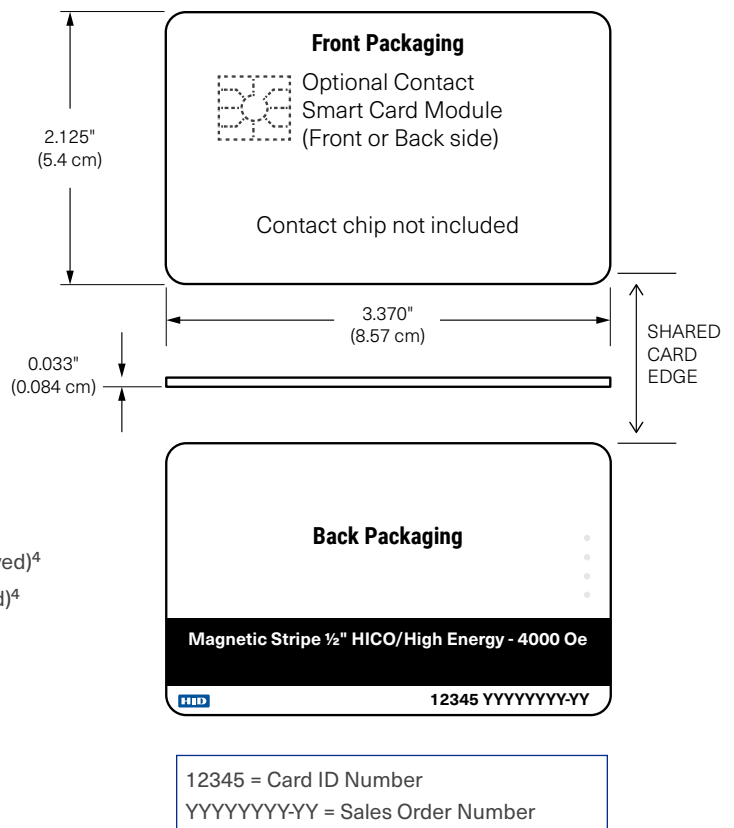 Front Packaging
Optional Contact
Smart Card Module
(Front or Back side)
Contact chip not included
2.125"
(5.4 cm)
3.370"
(8.57 cm)
0.033"
(0.084 cm)
SHARED
CARD
EDGE
Back Packaging
ed)⁴
d)⁴
Magnetic Stripe ½" HICO/High Energy - 4000 Oe
HID
12345 YYYYYYYY-YY
12345 = Card ID Number
YYYYYYYY-YY = Sales Order Number